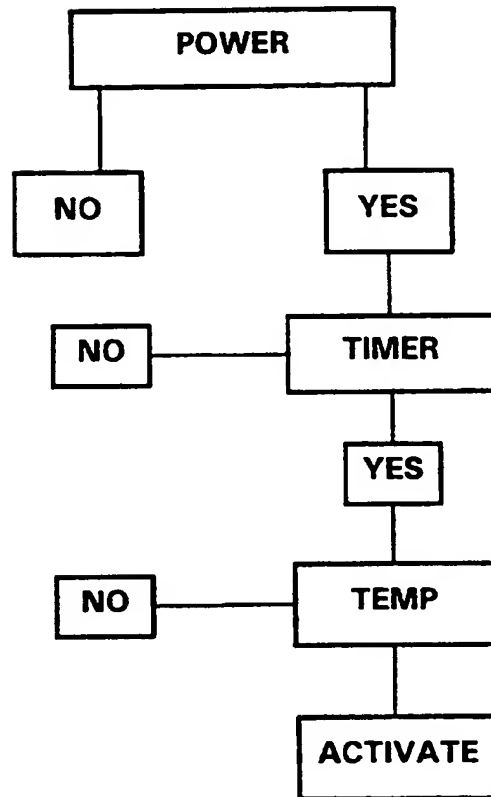 POWER
NO
YES
NO
TIMER
YES
NO
TEMP
ACTIVATE